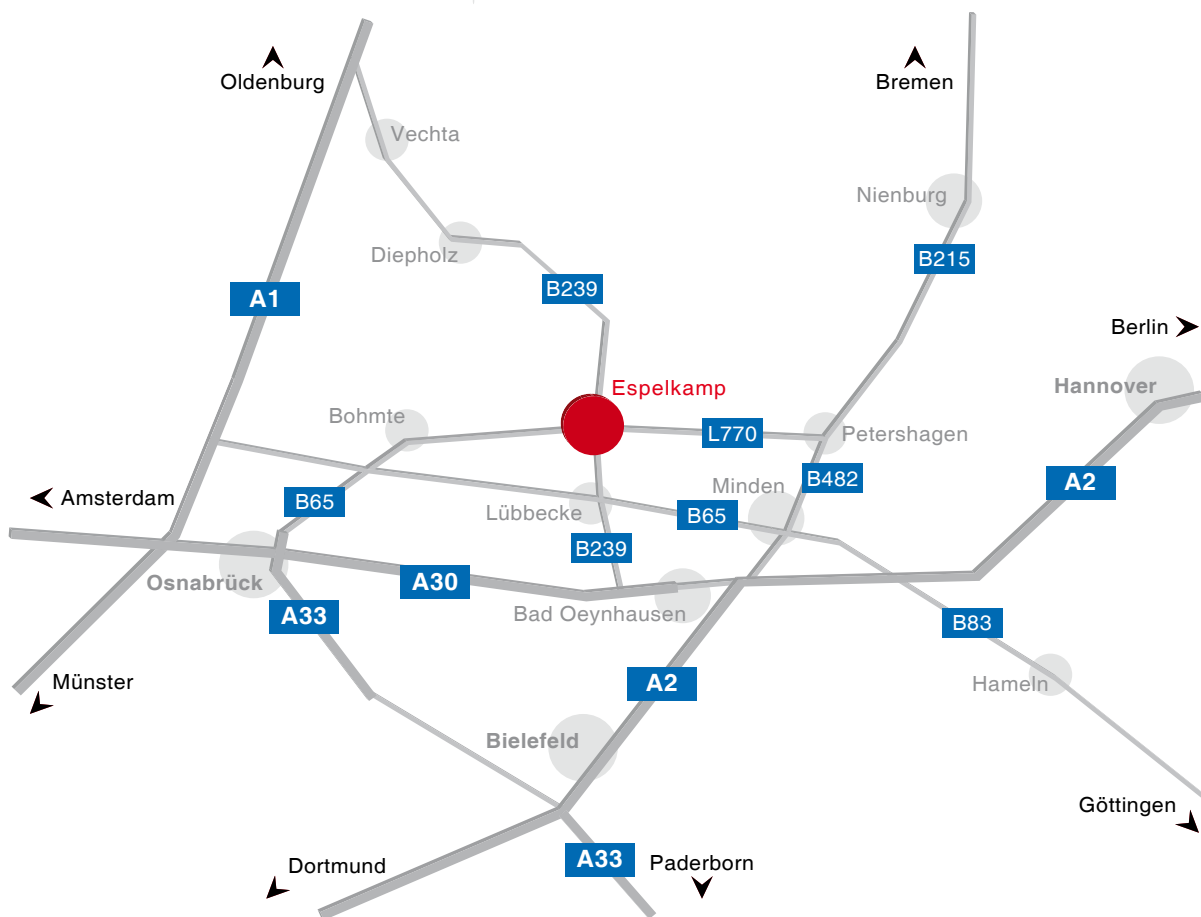 Oldenburg
Bremen
Vechta
Nienburg
Diepholz
B215
B239
A1
Berlin
Hannover
Espelkamp
Bohmte
L770
Petershagen
B482
A2
Minden
Amsterdam
B65
Lübbecke
B65
B239
Osnabrück
A30
A33
Bad Oeynhausen
B83
Münster
A2
Hameln
Bielefeld
Göttingen
Dortmund
A33
Paderborn